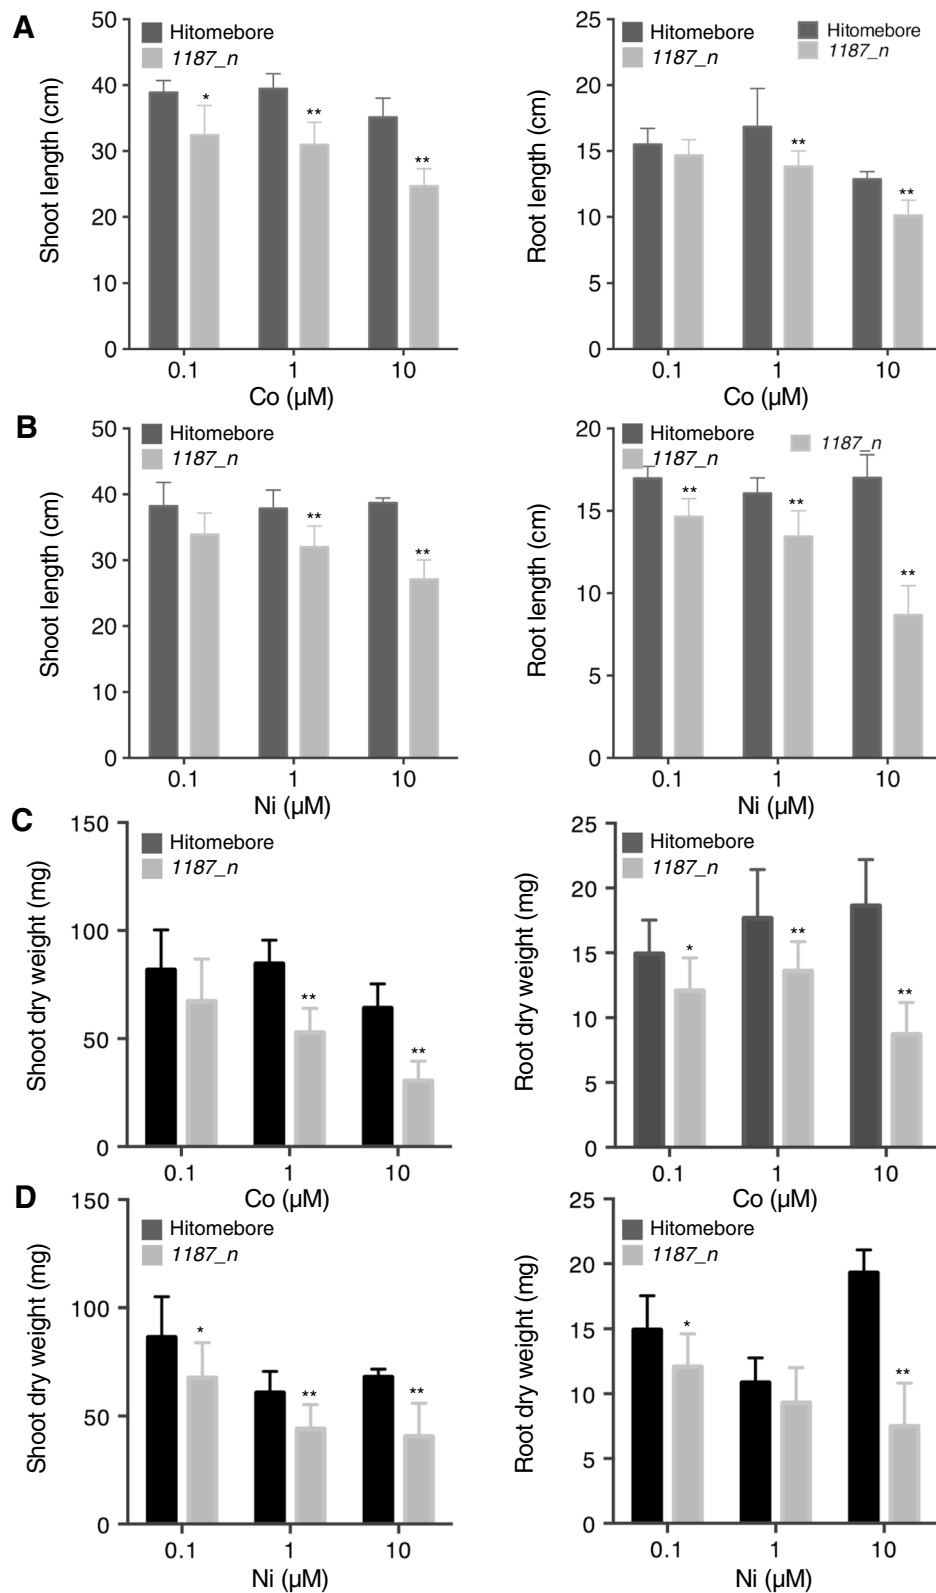 A
50
40
30
20
10
0
Shoot length (cm)
Hitomebore
1187_n
*
**
**
0.1
1
10
Co (µM)
25
20
15
10
5
0
Root length (cm)
Hitomebore
1187_n
Hitomebore
1187_n
**
**
0.1
1
10
Co (µM)
B
50
40
30
20
10
0
Shoot length (cm)
Hitomebore
1187_n
**
**
0.1
1
10
Ni (µM)
20
15
10
5
0
Root length (cm)
Hitomebore
1187_n
1187_n
**
**
**
0.1
1
10
Ni (µM)
C
150
100
50
0
Shoot dry weight (mg)
Hitomebore
1187_n
**
**
0.1
1
10
Co (µM)
25
20
15
10
5
0
Root dry weight (mg)
Hitomebore
1187_n
*
**
**
0.1
1
10
Co (µM)
D
150
100
50
0
Shoot dry weight (mg)
Hitomebore
1187_n
*
**
**
0.1
1
10
Ni (µM)
25
20
15
10
5
0
Root dry weight (mg)
Hitomebore
1187_n
*
**
0.1
1
10
Ni (µM)